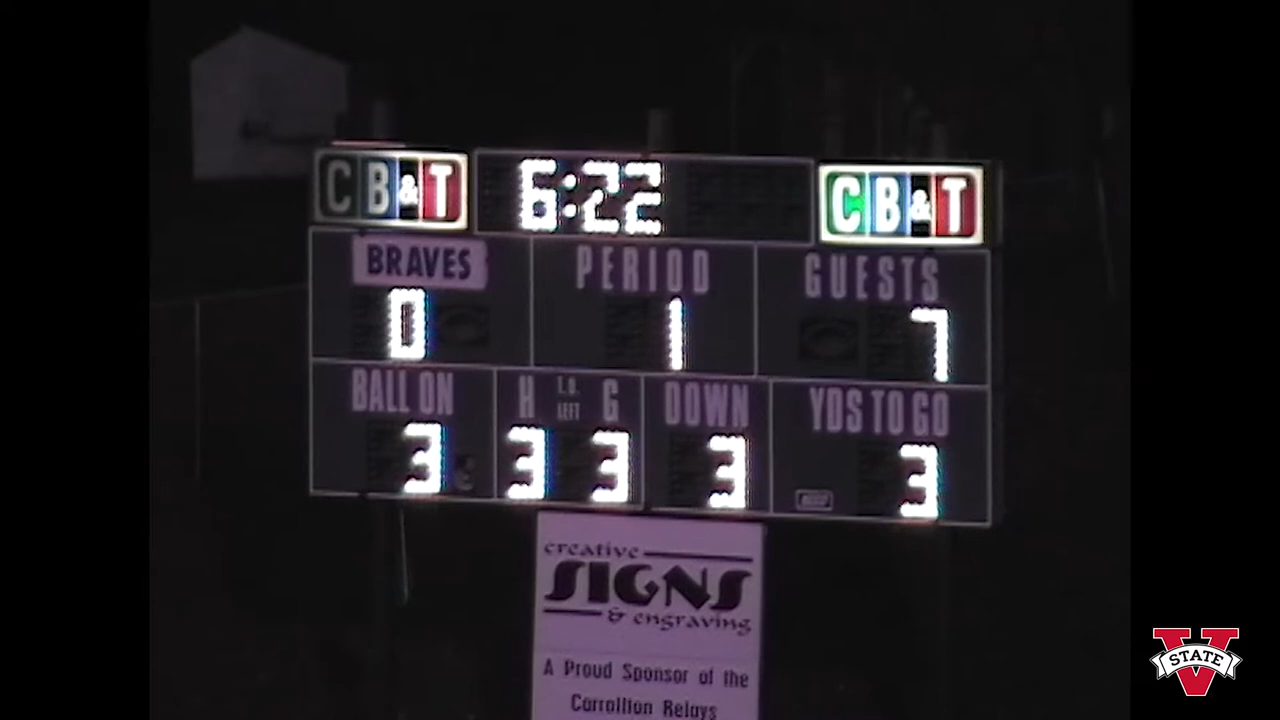 CB&T 6:22 CB&T
BRAVES PERIOD GUESTS
0 1 7
BALL ON H T.O. LEFT G DOWN YDS TO GO
3 3 3 3 3
creative
SIGNS
& engraving
A Proud Sponsor of the
Carrollton Relays
V STATE